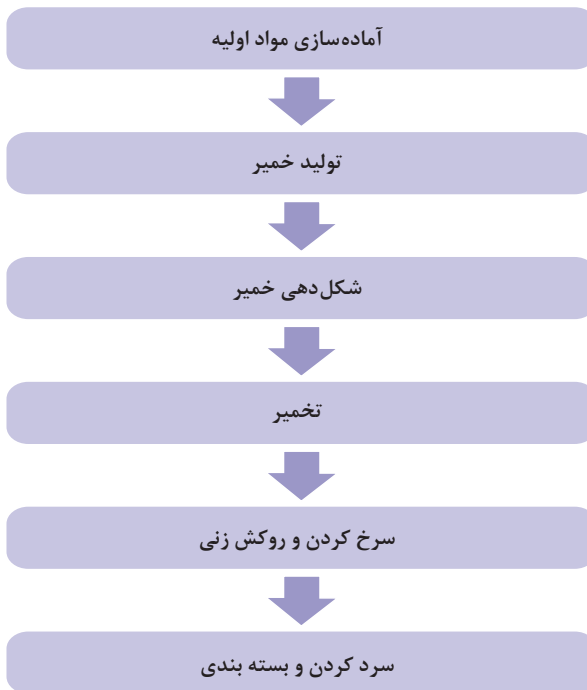 آماده‌سازی مواد اولیه
تولید خمیر
شکل‌دهی خمیر
تخمیر
سرخ کردن و روکش زنی
سرد کردن و بسته بندی